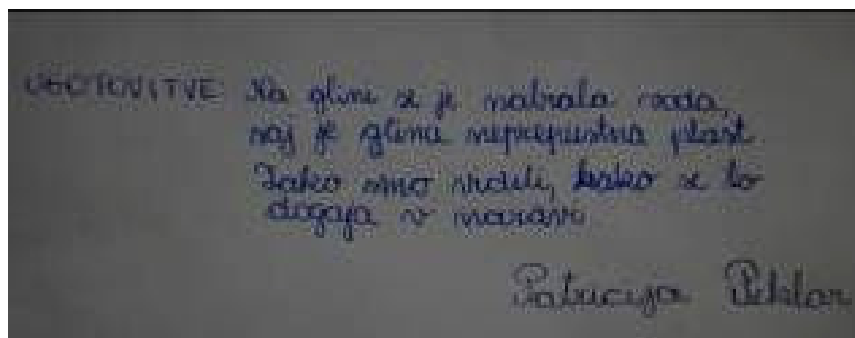 UGOTOVITVE: Na glini se je nabrala voda,
saj je glina neprepustna plast.
Tako smo videli, kako se to
dogaja v naravi.
Patricija